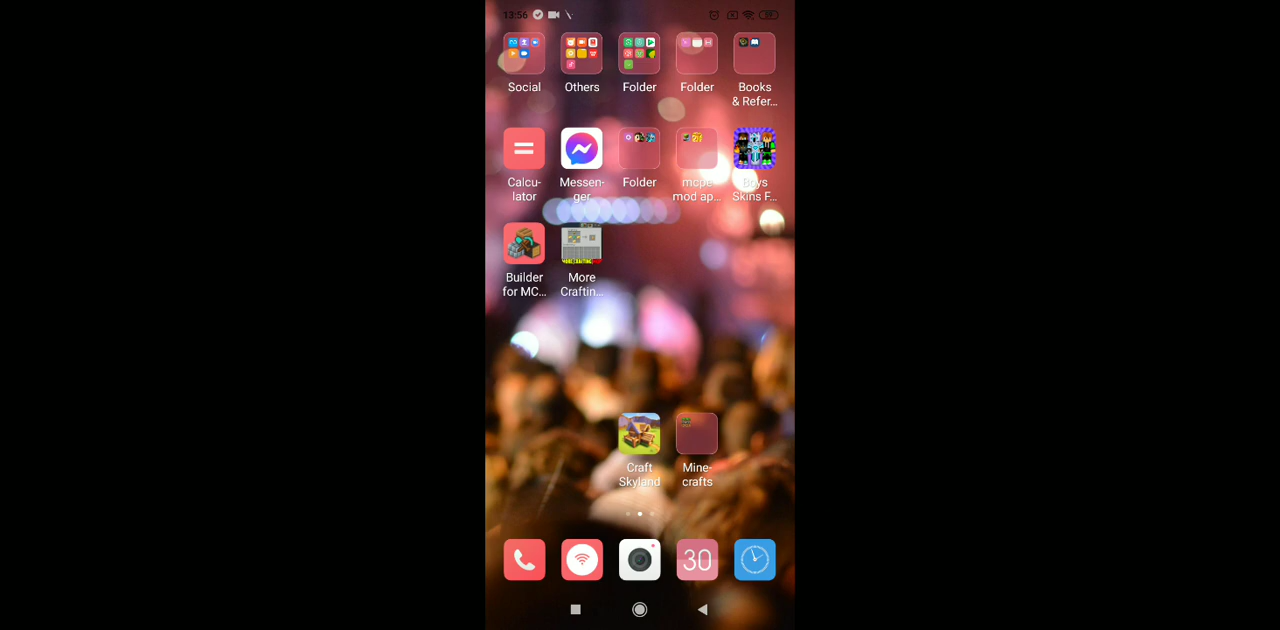 13:56
Social
Others
Folder
Folder
Books
& Refer...
Calcu-
lator
Messen-
ger
Folder
mcpe
mod ap...
Boys
Skins F...
Builder
for MC...
More
Craftin...
Craft
Skyland
Mine-
crafts
30